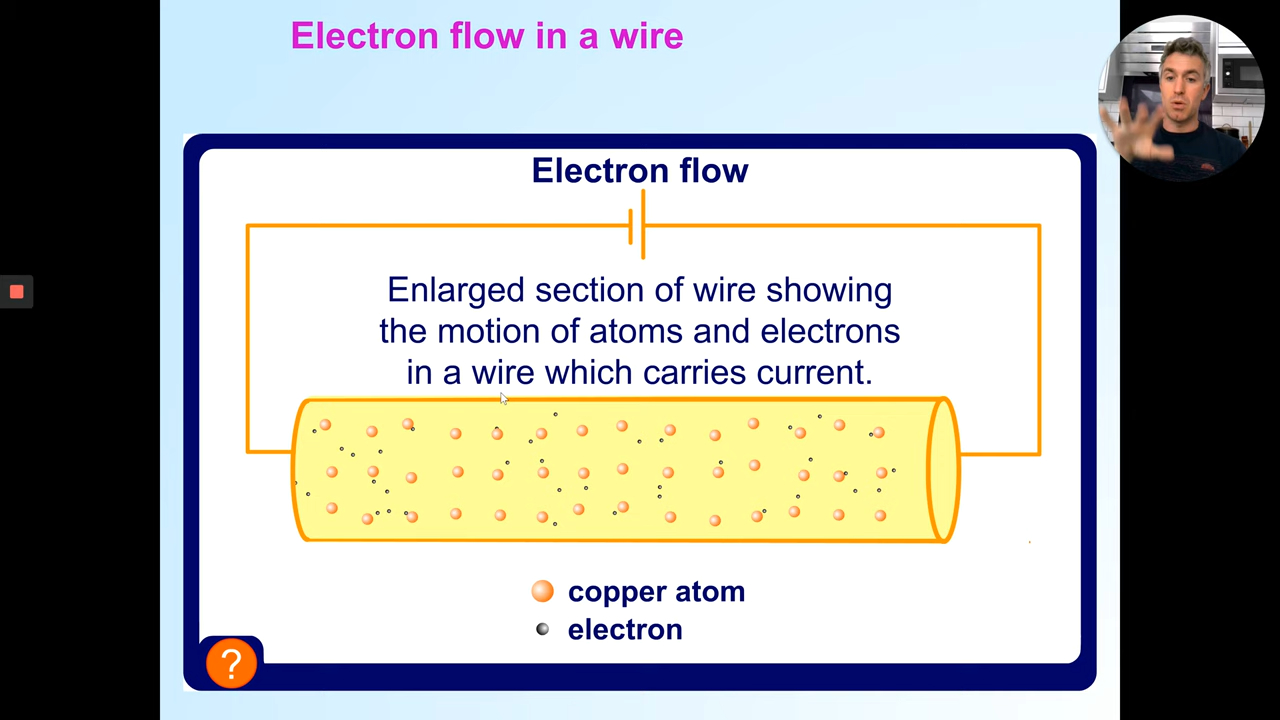 Electron flow in a wire
Electron flow
Enlarged section of wire showing
the motion of atoms and electrons
in a wire which carries current.
copper atom
electron
?